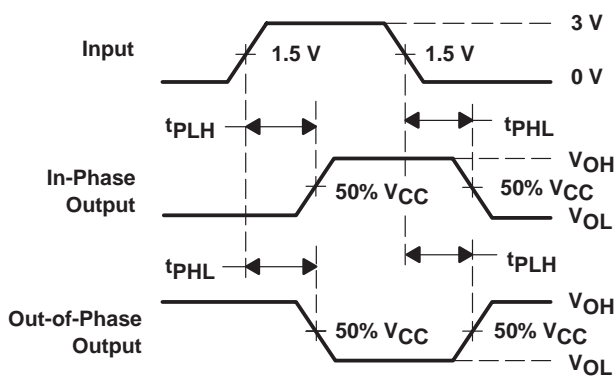 3 V
Input
1.5 V
1.5 V
0 V
tPLH
tPHL
VOH
In-Phase
Output
50% VCC
50% VCC
VOL
tPHL
tPLH
VOH
Out-of-Phase
Output
50% VCC
50% VCC
VOL